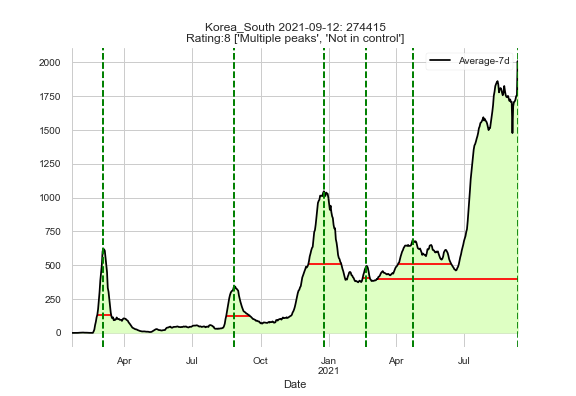 Korea_South 2021-09-12: 274415
Rating:8 ['Multiple peaks', 'Not in control']
Average-7d
2000
1750
1500
1250
1000
750
500
250
0
Apr
Jul
Oct
Jan
2021
Apr
Jul
Date